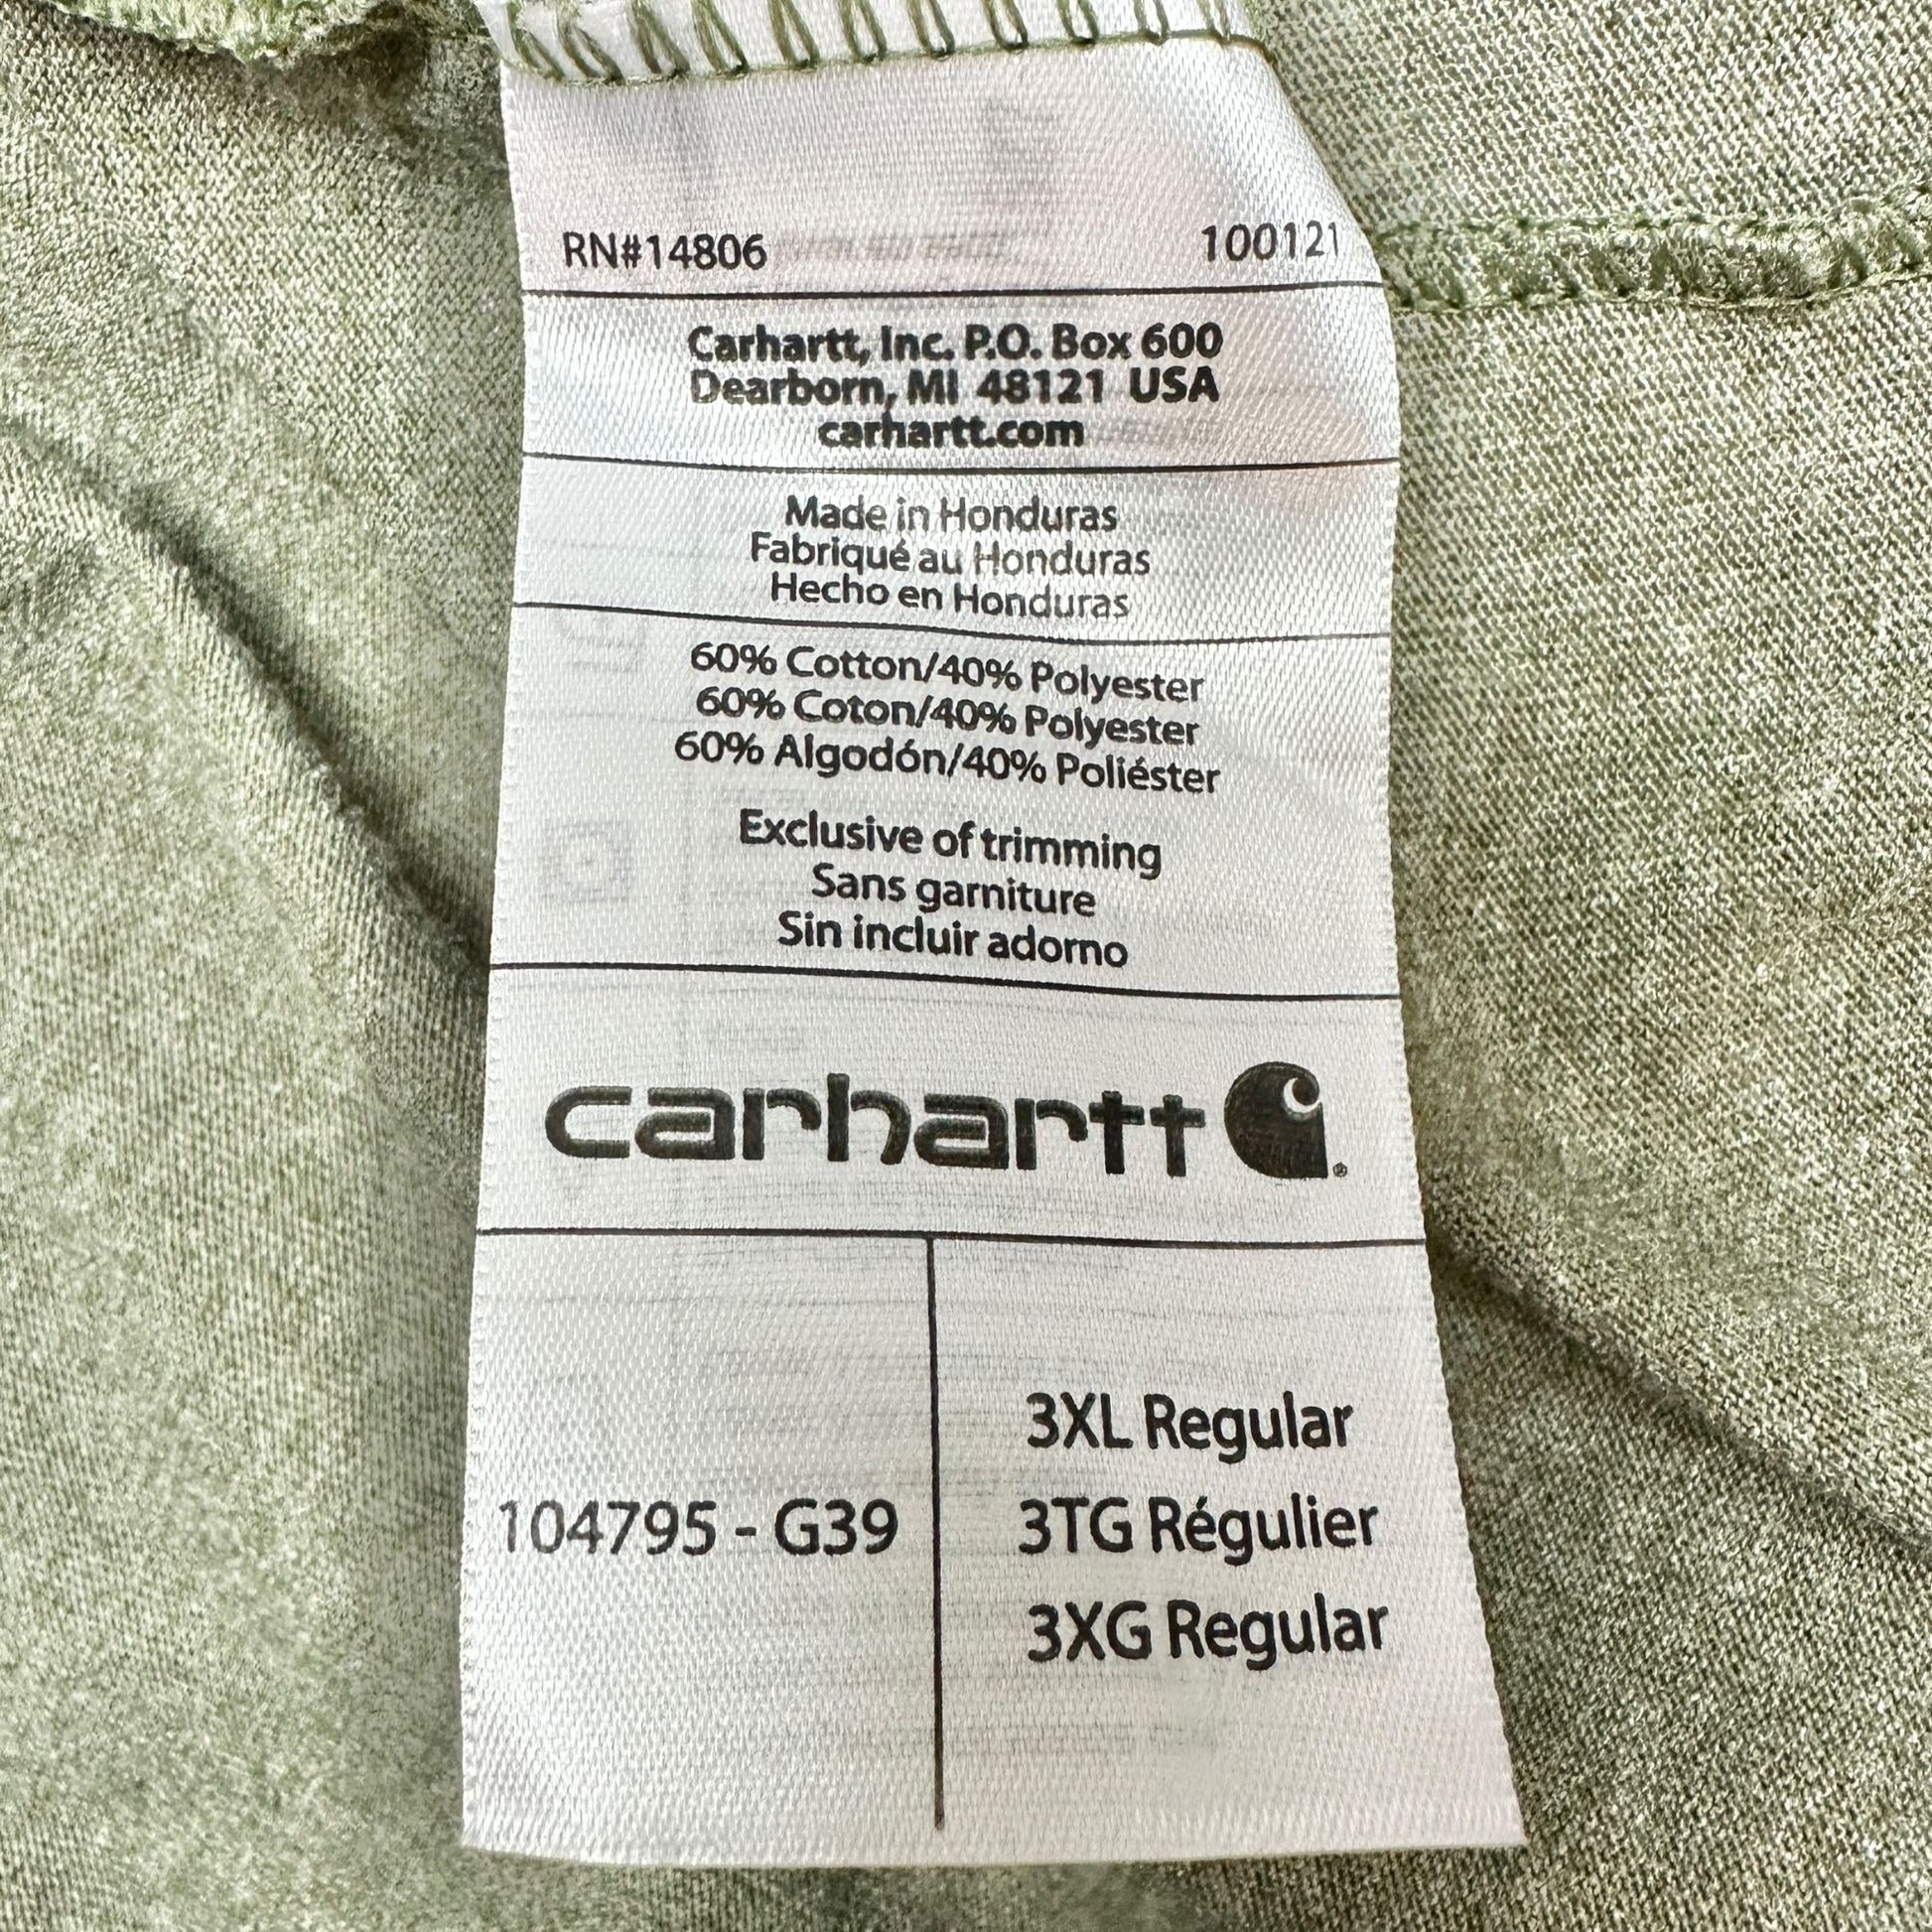 RN#14806 100121
Carhartt, Inc. P.O. Box 600
Dearborn, MI 48121 USA
carhartt.com
Made in Honduras
Fabriqué au Honduras
Hecho en Honduras
60% Cotton/40% Polyester
60% Coton/40% Polyester
60% Algodón/40% Poliéster
Exclusive of trimming
Sans garniture
Sin incluir adorno
carhartt ®
104795 - G39
3XL Regular
3TG Régulier
3XG Regular